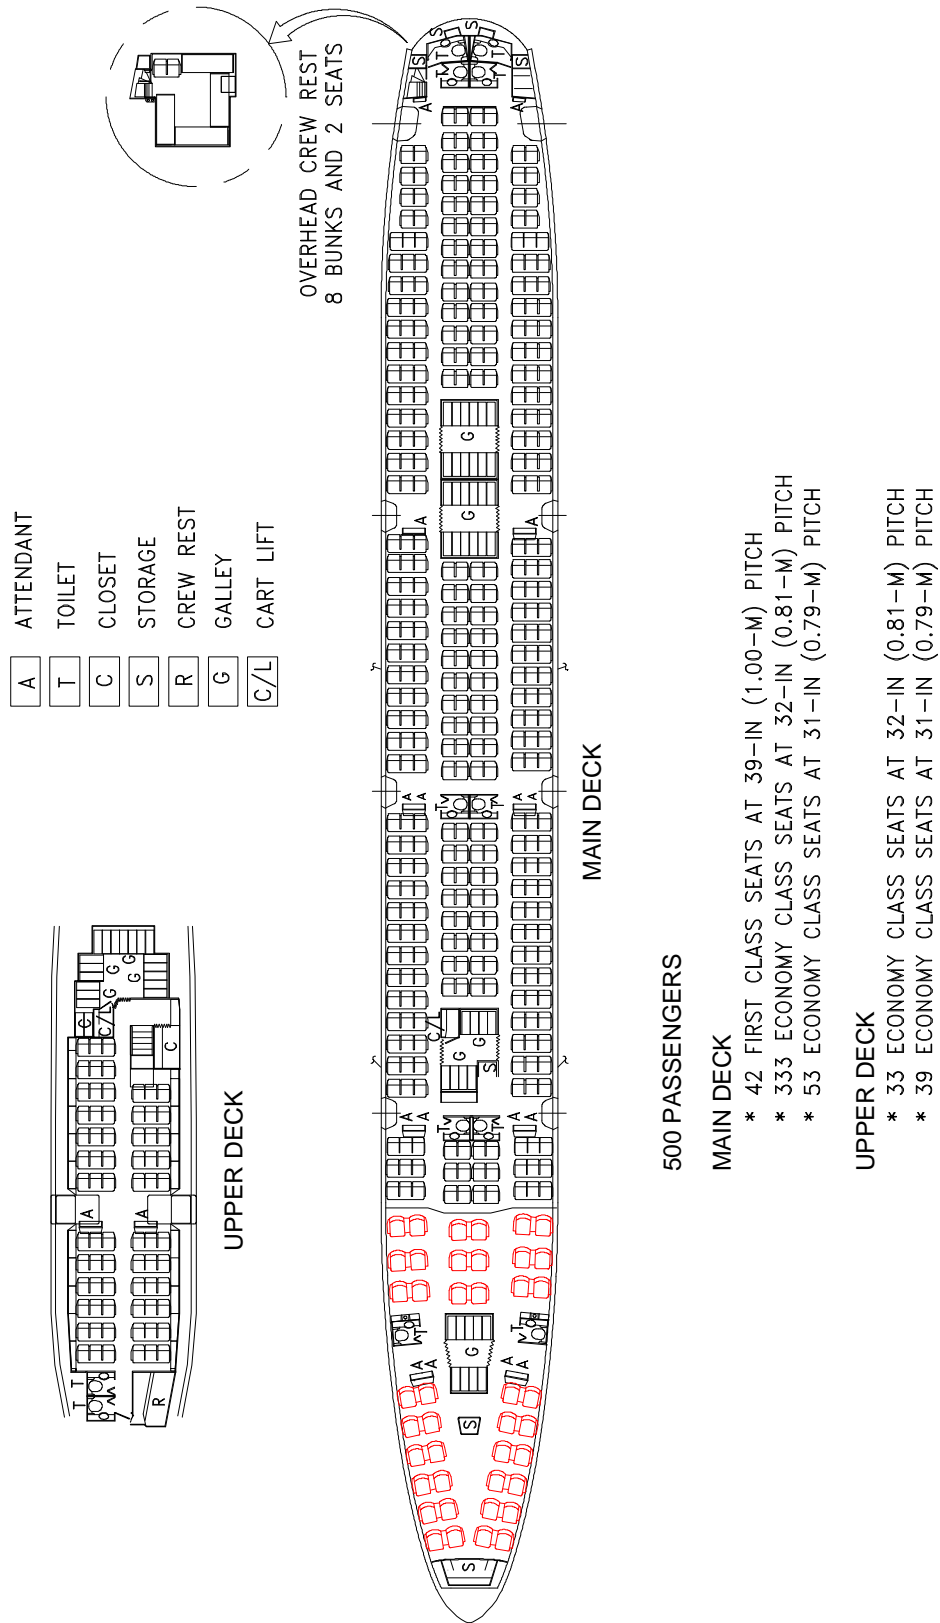 OVERHEAD CREW REST
8 BUNKS AND 2 SEATS
A ATTENDANT
T TOILET
C CLOSET
S STORAGE
R CREW REST
G GALLEY
C/L CART LIFT
T
T
R
A
A
C
C
C/L
G
G
G
G
UPPER DECK
S
S
A
A
T
T
G
S
A
A
A
A
T
T
G
G
S
C/L
A
A
A
A
T
T
A
A
G
G
A
A
T
T
T
T
S
S
S
S
MAIN DECK
500 PASSENGERS
MAIN DECK
* 42 FIRST CLASS SEATS AT 39-IN (1.00-M) PITCH
* 333 ECONOMY CLASS SEATS AT 32-IN (0.81-M) PITCH
* 53 ECONOMY CLASS SEATS AT 31-IN (0.79-M) PITCH
UPPER DECK
* 33 ECONOMY CLASS SEATS AT 32-IN (0.81-M) PITCH
* 39 ECONOMY CLASS SEATS AT 31-IN (0.79-M) PITCH